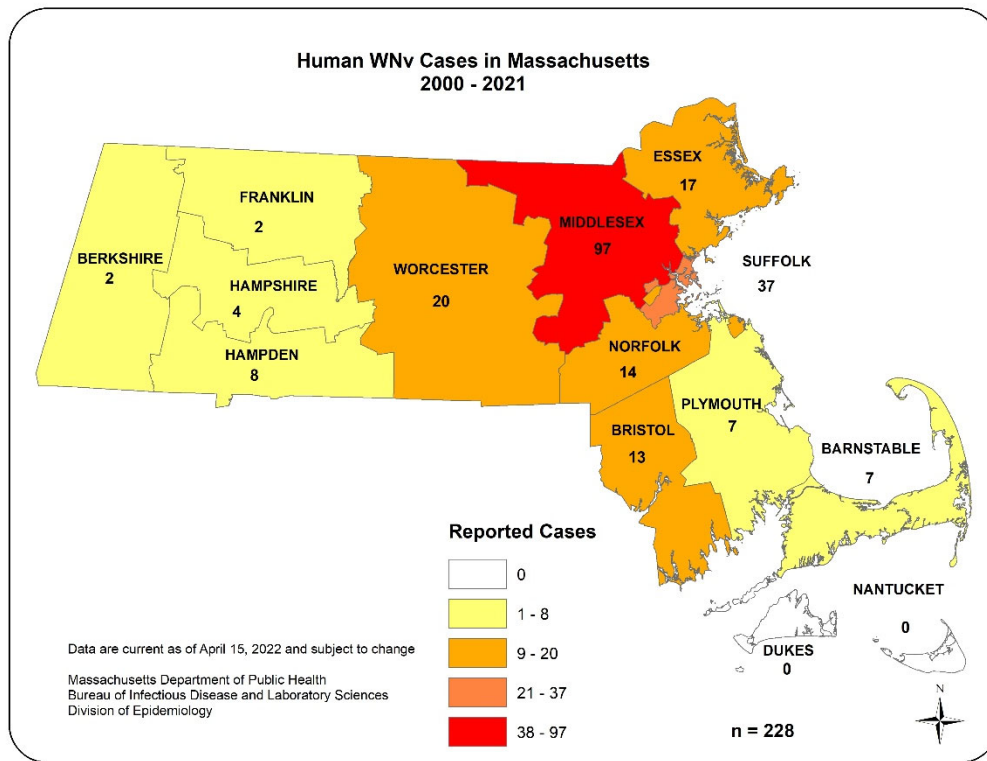 Human WNv Cases in Massachusetts
2000 - 2021
ESSEX
17
FRANKLIN
2
MIDDLESEX
97
BERKSHIRE
2
SUFFOLK
37
WORCESTER
20
HAMPSHIRE
4
NORFOLK
14
HAMPDEN
8
PLYMOUTH
7
BRISTOL
13
BARNSTABLE
7
NANTUCKET
0
DUKES
0
Reported Cases
0
1 - 8
9 - 20
21 - 37
38 - 97
Data are current as of April 15, 2022 and subject to change
Massachusetts Department of Public Health
Bureau of Infectious Disease and Laboratory Sciences
Division of Epidemiology
n = 228
N